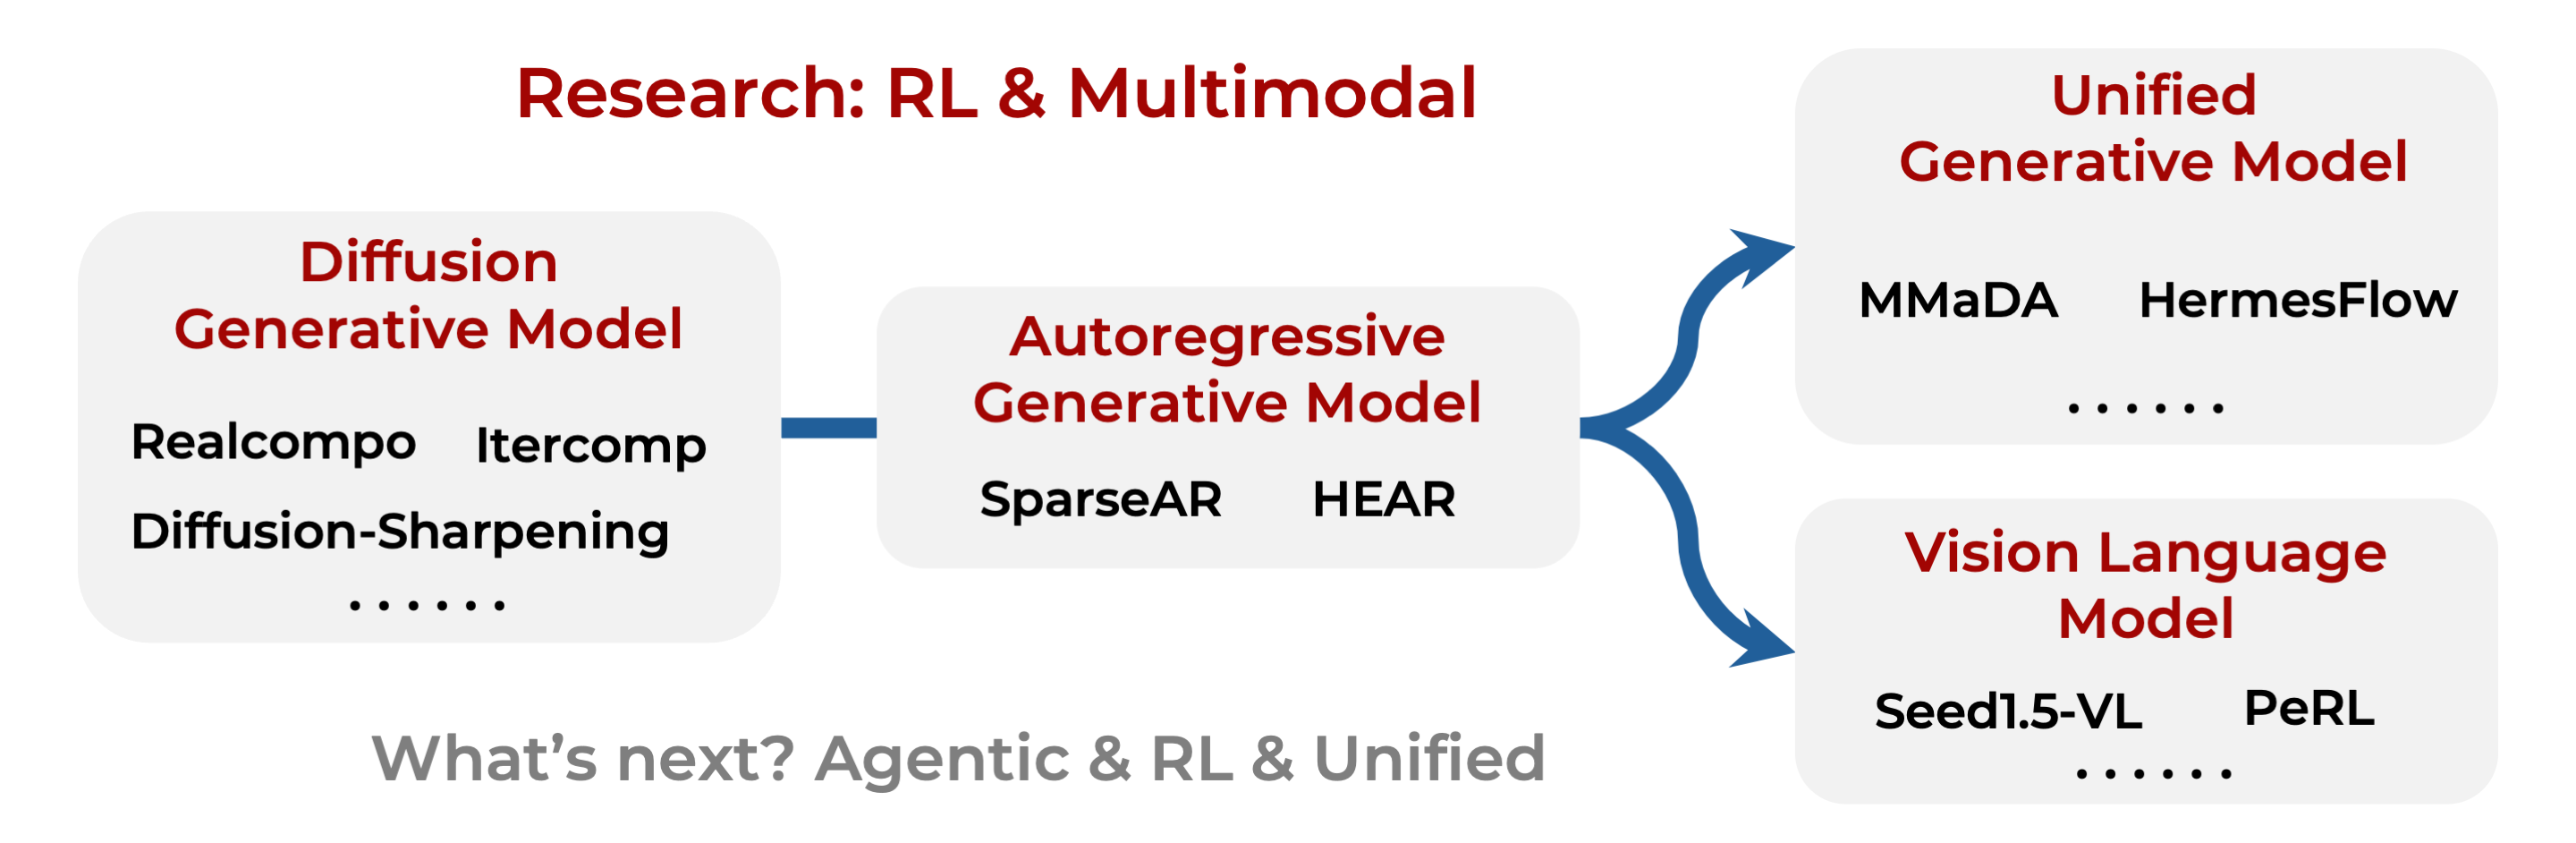 Research: RL & Multimodal
Diffusion
Generative Model
Realcompo Itercomp
Diffusion-Sharpening
......
Autoregressive
Generative Model
SparseAR HEAR
Unified
Generative Model
MMaDA HermesFlow
......
Vision Language
Model
Seed1.5-VL PeRL
......
What’s next? Agentic & RL & Unified